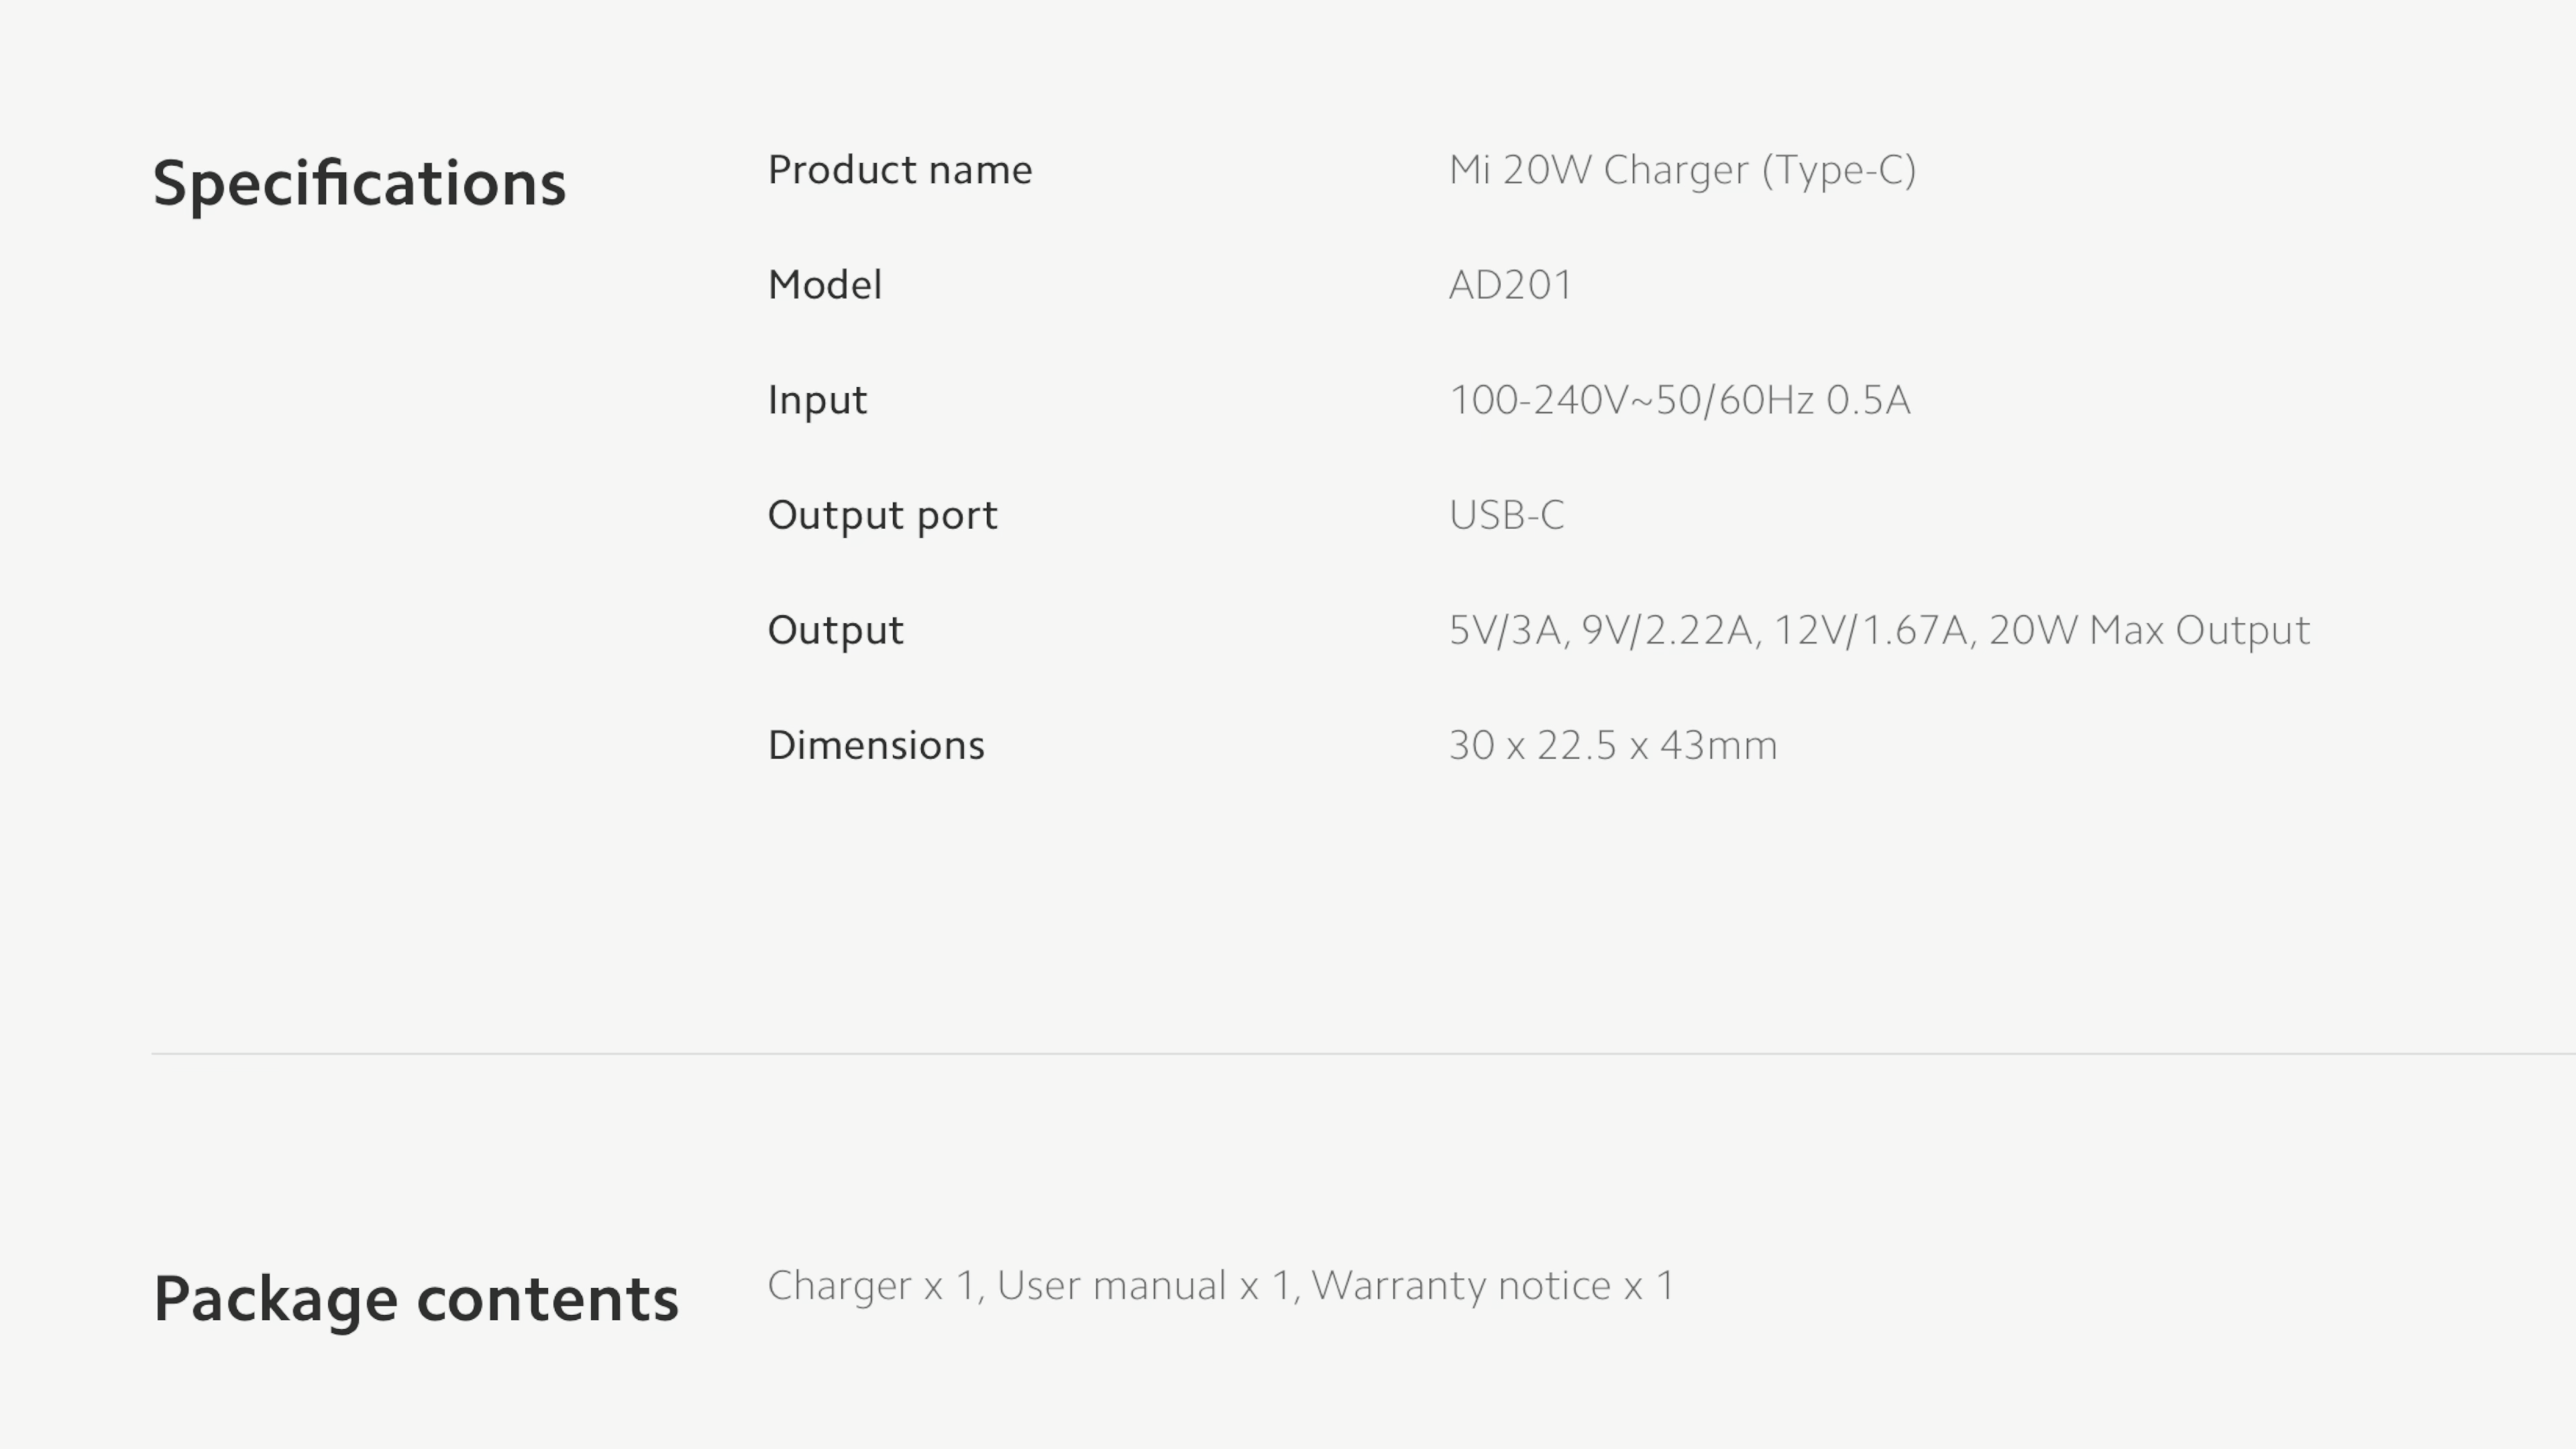 Specifications
Product name Mi 20W Charger (Type-C)
Model AD201
Input 100-240V~50/60Hz 0.5A
Output port USB-C
Output 5V/3A, 9V/2.22A, 12V/1.67A, 20W Max Output
Dimensions 30 x 22.5 x 43mm
Package contents
Charger x 1, User manual x 1, Warranty notice x 1